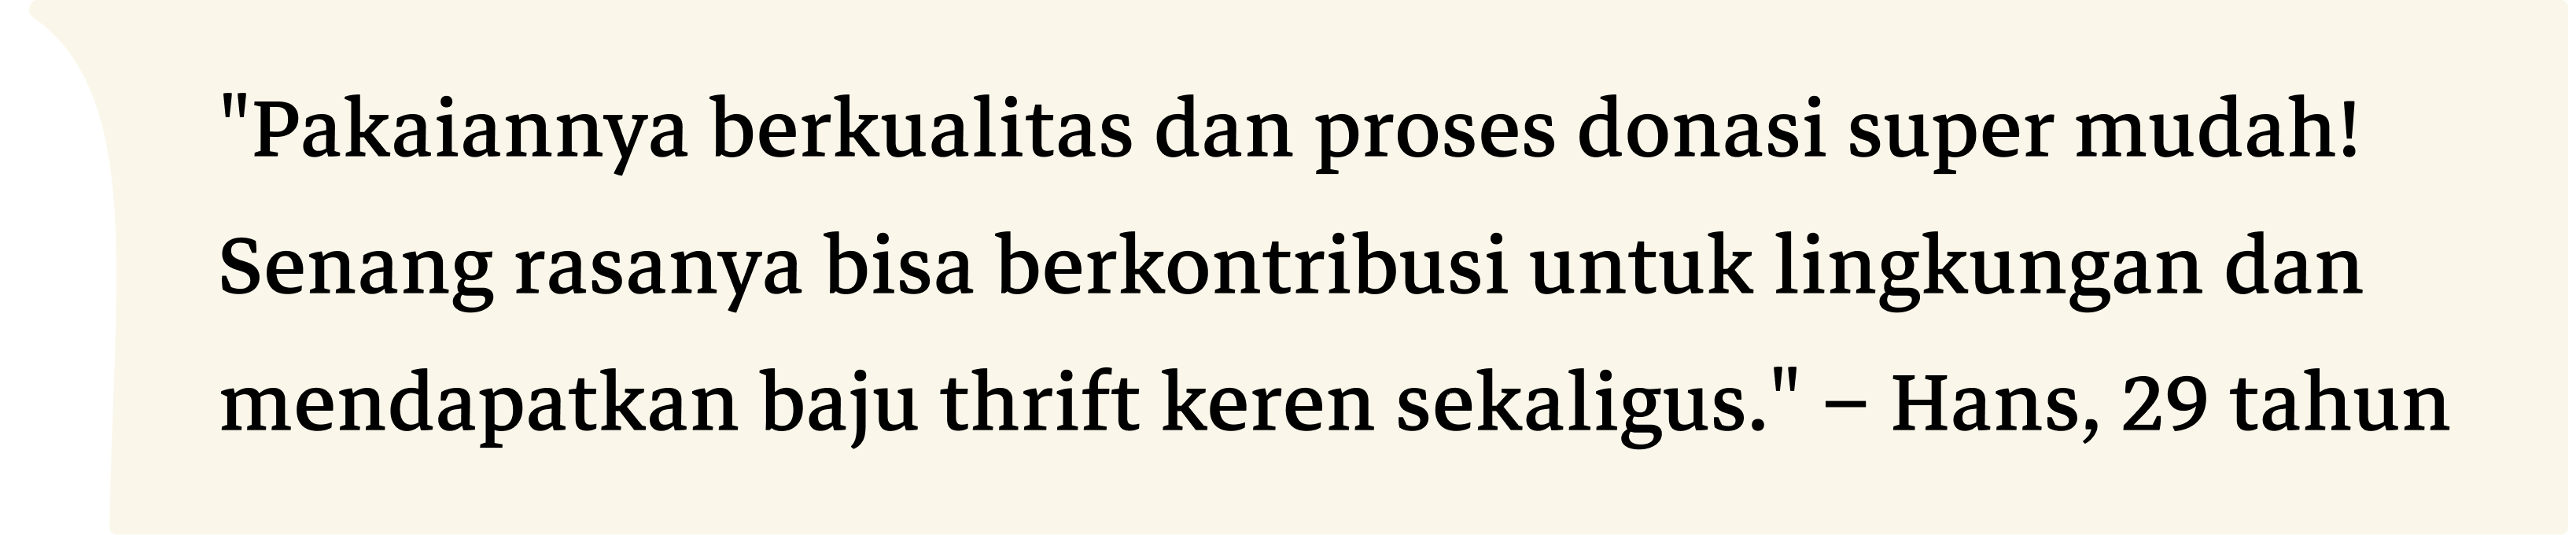 "Pakaiannya berkualitas dan proses donasi super mudah!
Senang rasanya bisa berkontribusi untuk lingkungan dan
mendapatkan baju thrift keren sekaligus." – Hans, 29 tahun